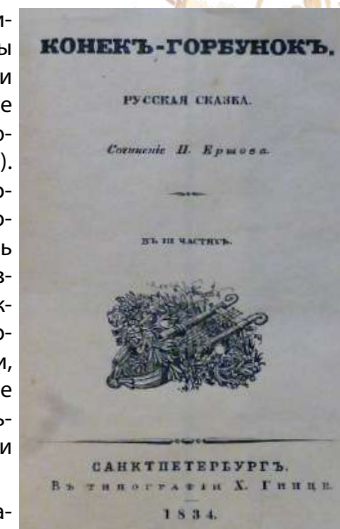 и-
ы
и
е
о-
).
о-
о-
ь
з-
к-
о-
и,
е
ь-
и
а-
КОНЕКЪ-ГОРБУНОКЪ.
РУССКАЯ СКАЗКА.
Сочиненіе П. Ершова.
ВЪ III ЧАСТЯХЪ.
САНКТПЕТЕРБУРГЪ.
Въ типографіи Х. Гинце.
1834.